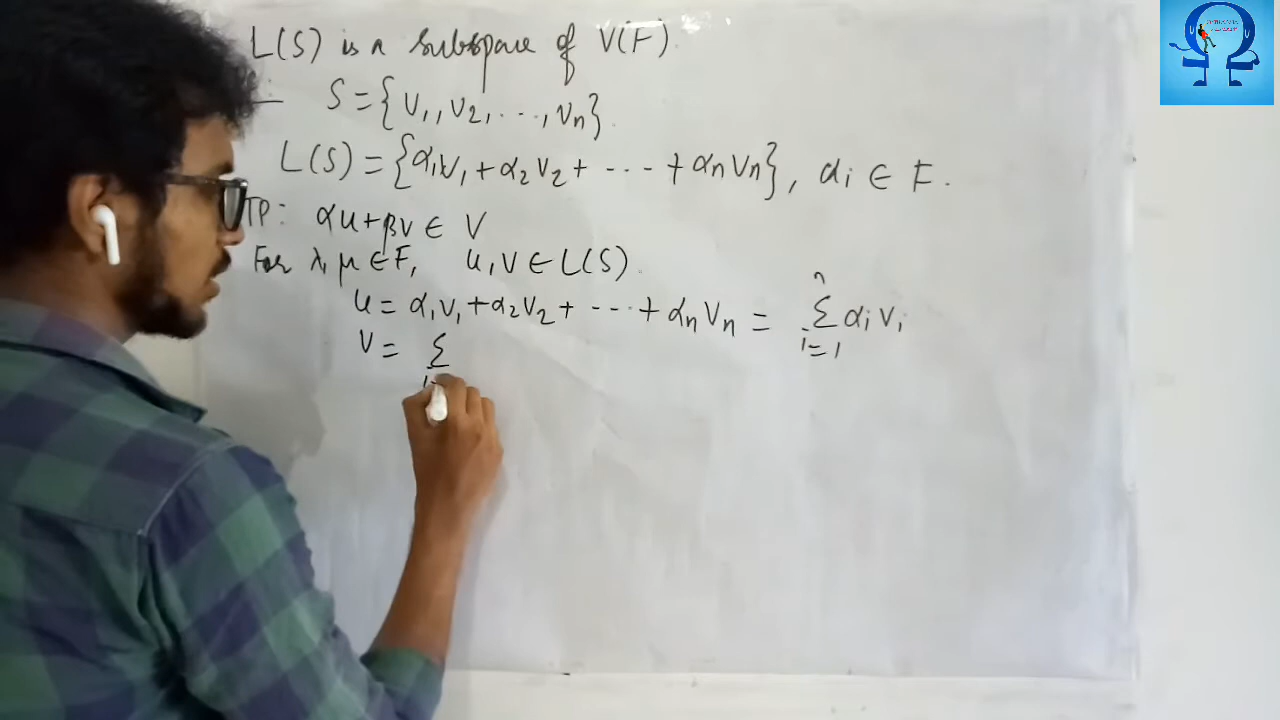 L(S) is a subspace of V(F).
S = {v₁, v₂, ..., vₙ}.
L(S) = {α₁v₁ + α₂v₂ + --- + αₙvₙ}, αᵢ ∈ F.
TP: αu + βv ∈ V
For λ, μ ∈ F, u, v ∈ L(S).
u = α₁v₁ + α₂v₂ + --- + αₙvₙ = ∑ⁿᵢ₌₁ αᵢvᵢ
v = ∑